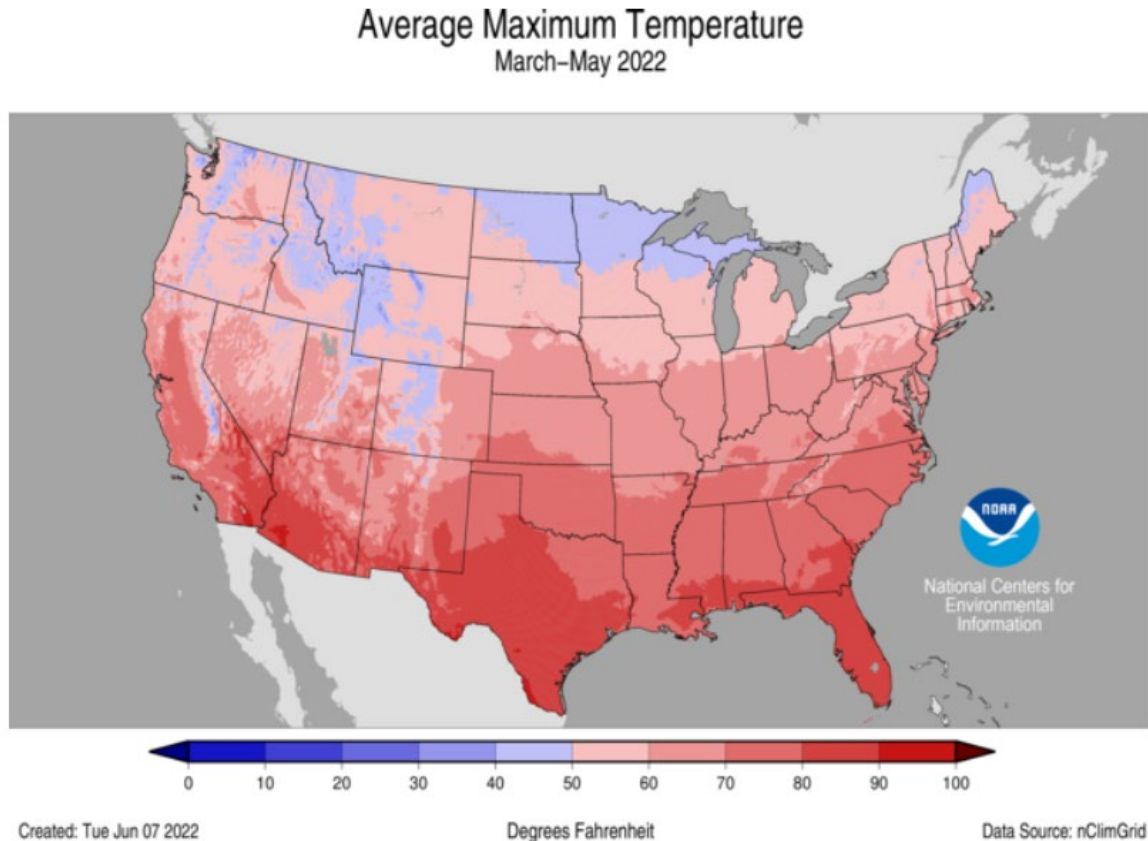 Average Maximum Temperature
March–May 2022
NOAA
National Centers for
Environmental
Information
0 10 20 30 40 50 60 70 80 90 100
Created: Tue Jun 07 2022
Degrees Fahrenheit
Data Source: nClimGrid